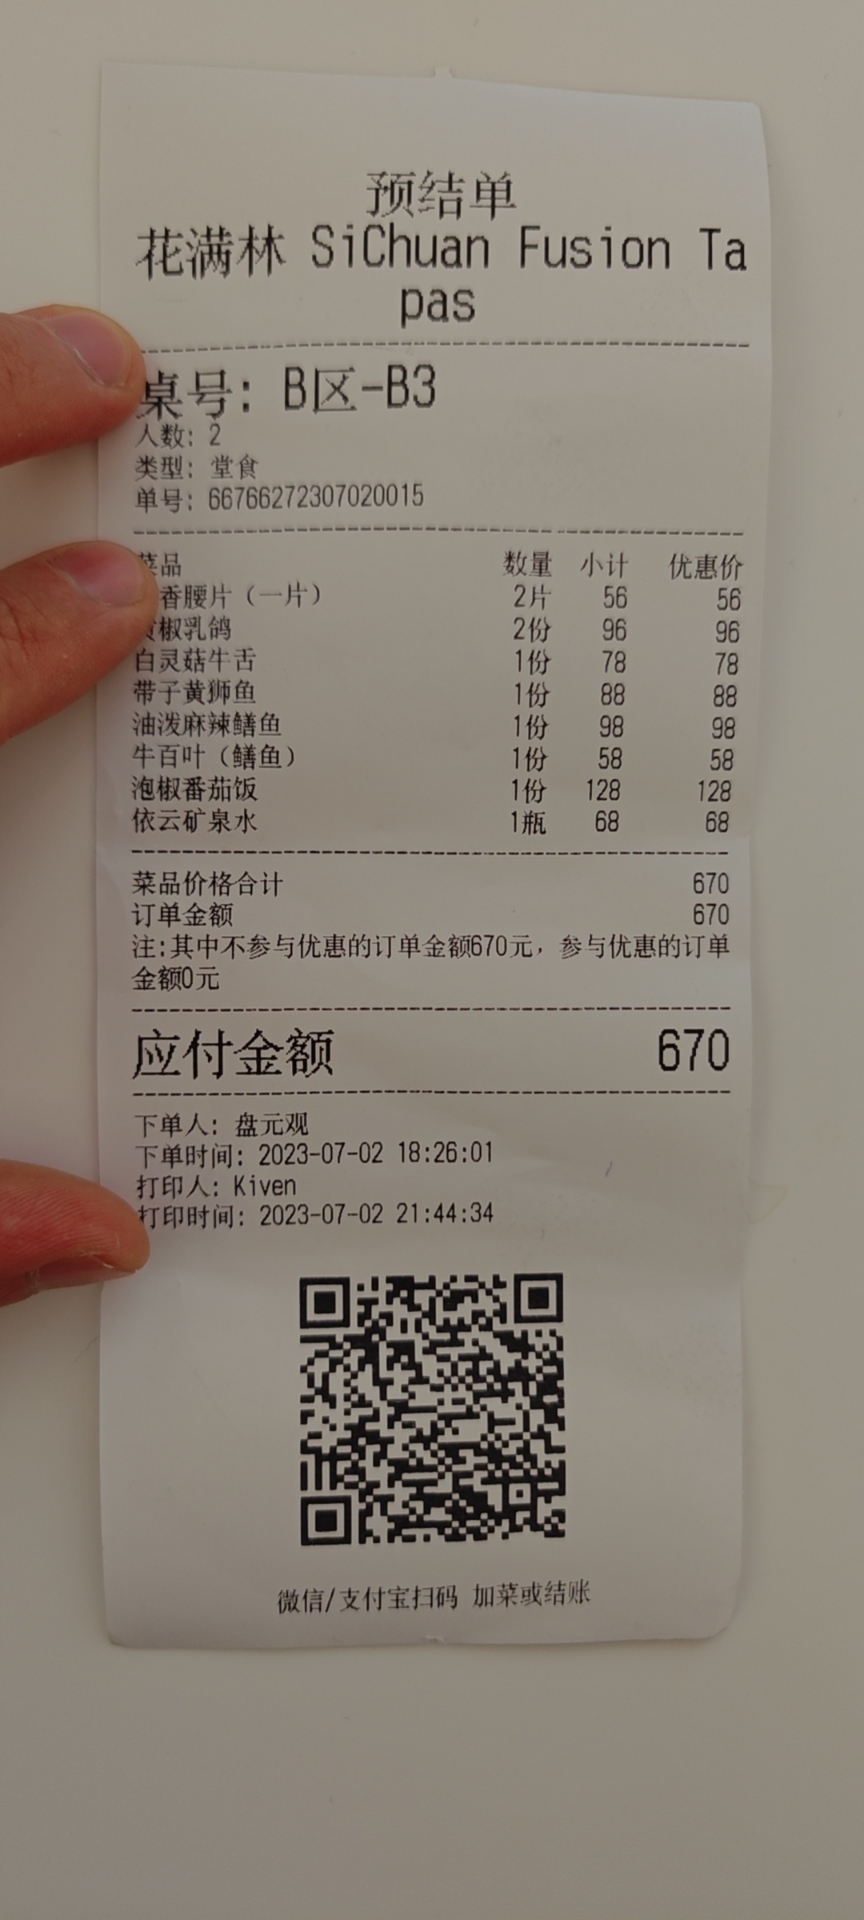 预结单
花满林 SiChuan Fusion Ta
pas
桌号: B区-B3
人数: 2
类型: 堂食
单号: 66766272307020015
菜品 数量 小计 优惠价
香腰片（一片） 2片 56 56
椒乳鸽 2份 96 96
白灵菇牛舌 1份 78 78
带子黄狮鱼 1份 88 88
油泼麻辣鳝鱼 1份 98 98
牛百叶（鳝鱼） 1份 58 58
泡椒番茄饭 1份 128 128
依云矿泉水 1瓶 68 68
菜品价格合计 670
订单金额 670
注:其中不参与优惠的订单金额670元，参与优惠的订单
金额0元
应付金额 670
下单人: 盘元观
下单时间: 2023-07-02 18:26:01
打印人: Kiven
打印时间: 2023-07-02 21:44:34
微信/支付宝扫码 加菜或结账